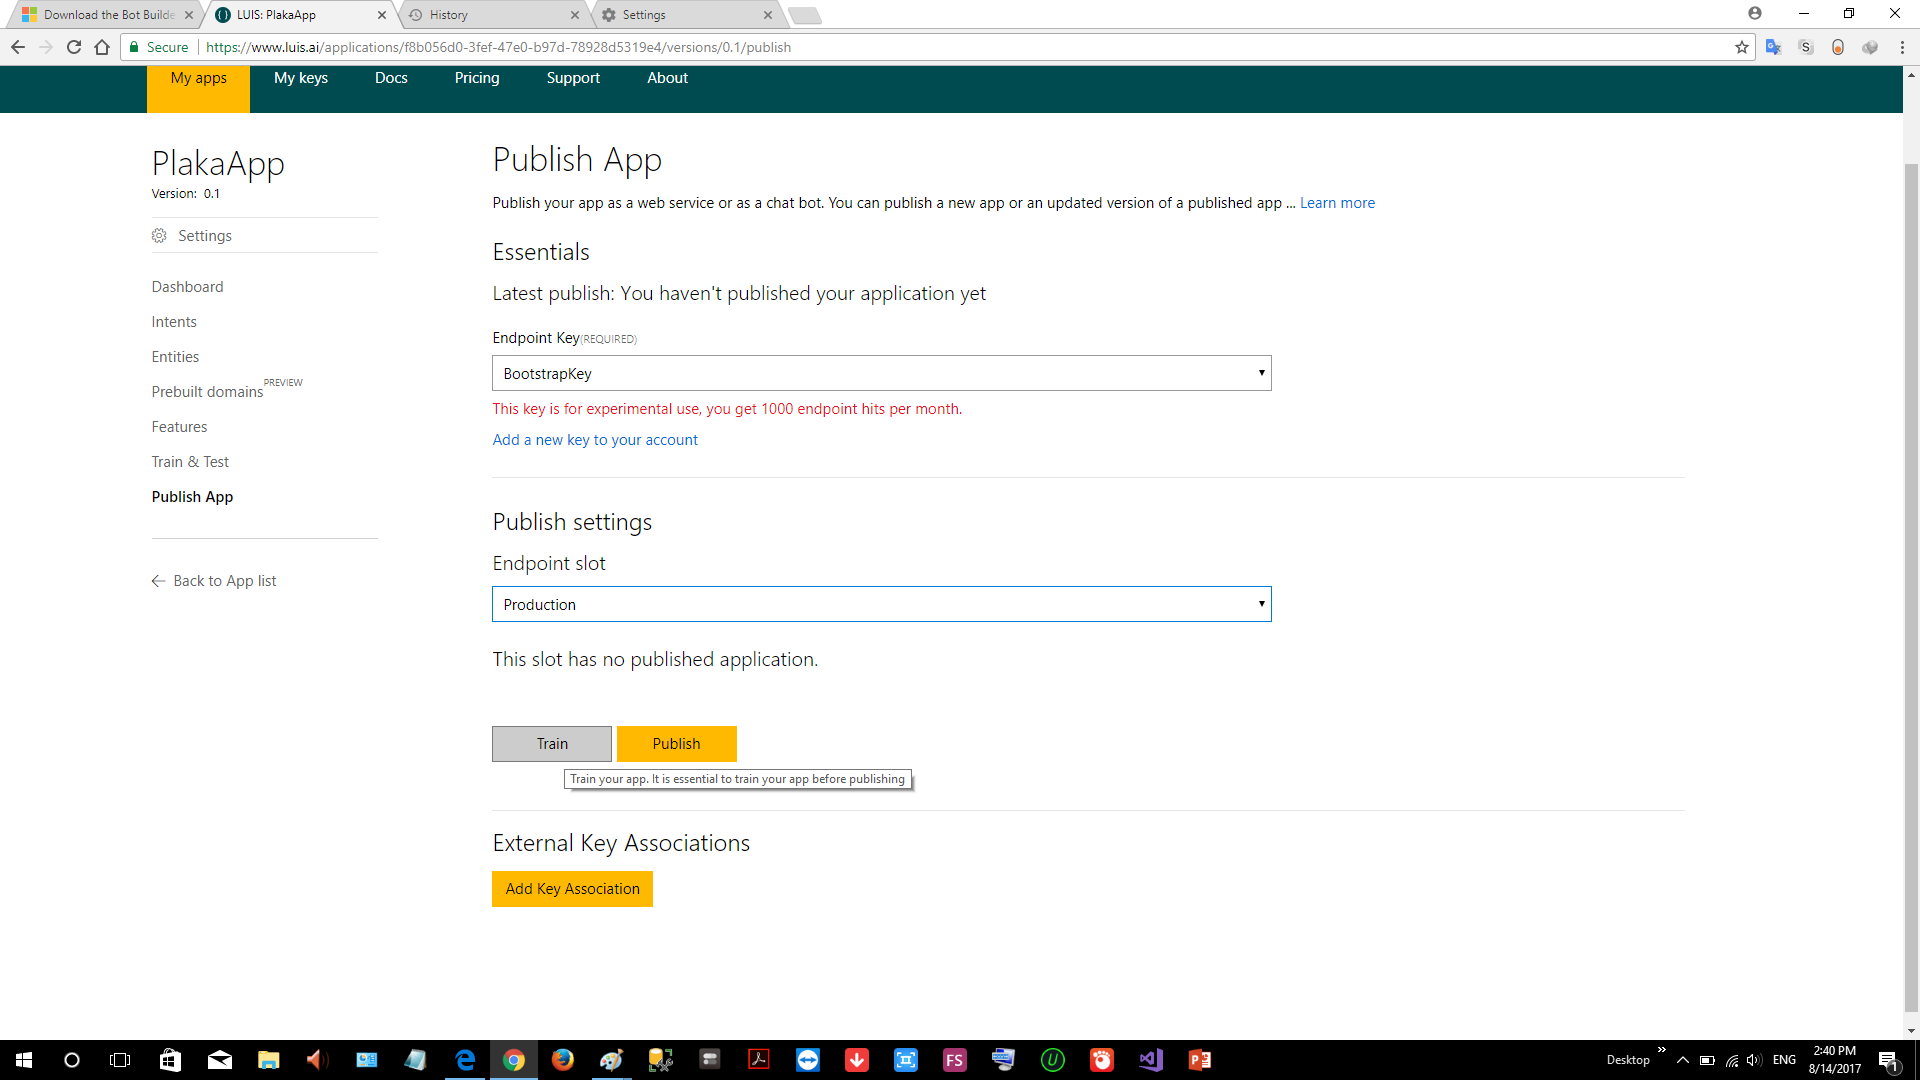 Download the Bot Builde
LUIS: PlakaApp
History
Settings
Secure
https://www.luis.ai/applications/f8b056d0-3fef-47e0-b97d-78928d5319e4/versions/0.1/publish
My apps
My keys
Docs
Pricing
Support
About
PlakaApp
Version: 0.1
Settings
Dashboard
Intents
Entities
Prebuilt domains PREVIEW
Features
Train & Test
Publish App
Back to App list
Publish App
Publish your app as a web service or as a chat bot. You can publish a new app or an updated version of a published app ... Learn more
Essentials
Latest publish: You haven't published your application yet
Endpoint Key(REQUIRED)
BootstrapKey
This key is for experimental use, you get 1000 endpoint hits per month.
Add a new key to your account
Publish settings
Endpoint slot
Production
This slot has no published application.
Train
Publish
Train your app. It is essential to train your app before publishing
External Key Associations
Add Key Association
FS
Desktop
ENG
2:40 PM
8/14/2017
1